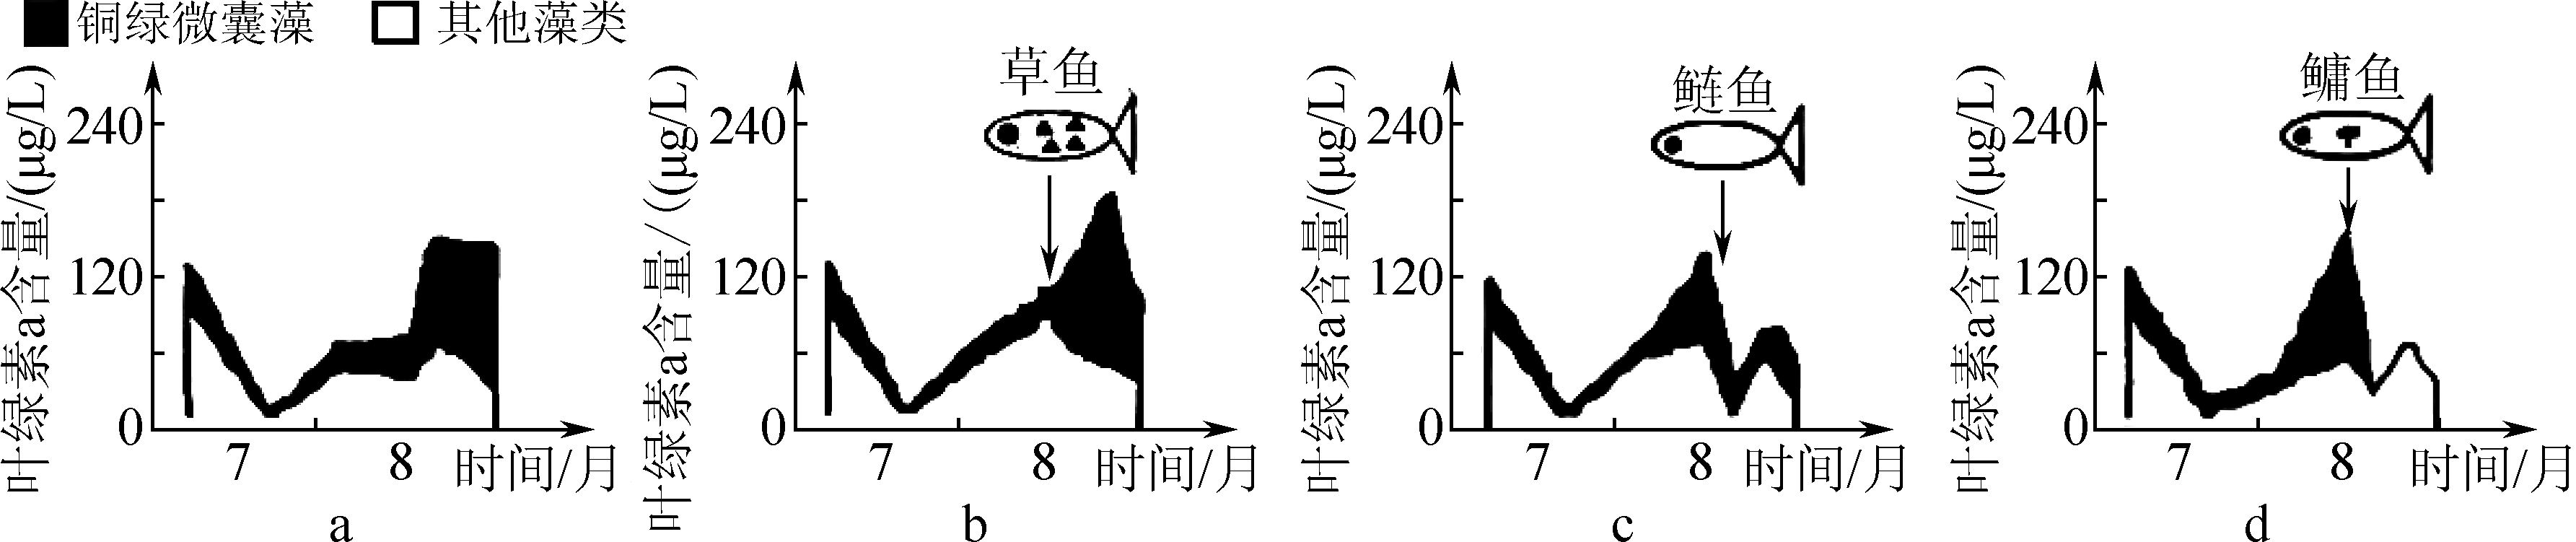 铜绿微囊藻 其他藻类
叶绿素a含量/(μg/L)
240
120
0
7 8 时间/月
a
叶绿素a含量/((μg/L)
240
120
0
草鱼
7 8 时间/月
b
叶绿素a含量/(μg/L)
240
120
0
鲢鱼
7 8 时间/月
c
叶绿素a含量/(μg/L)
240
120
0
鳙鱼
7 8 时间/月
d